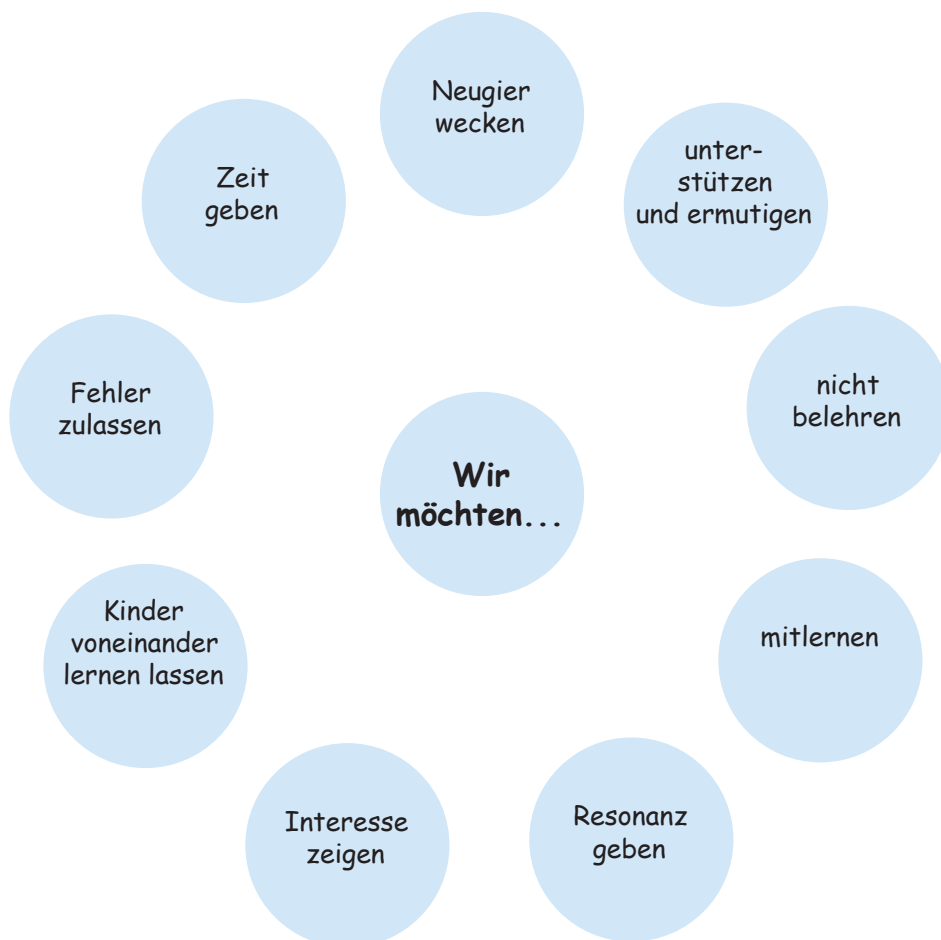 Neugier
wecken
unter-
stützen
und ermutigen
nicht
belehren
mitlernen
Resonanz
geben
Interesse
zeigen
Kinder
voneinander
lernen lassen
Fehler
zulassen
Zeit
geben
Wir
möchten...